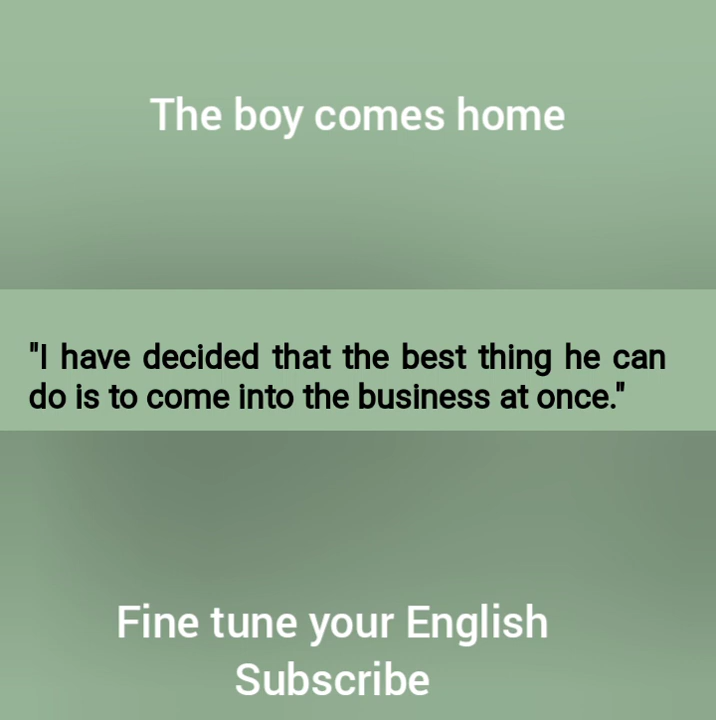 The boy comes home
"I have decided that the best thing he can
do is to come into the business at once."
Fine tune your English
Subscribe